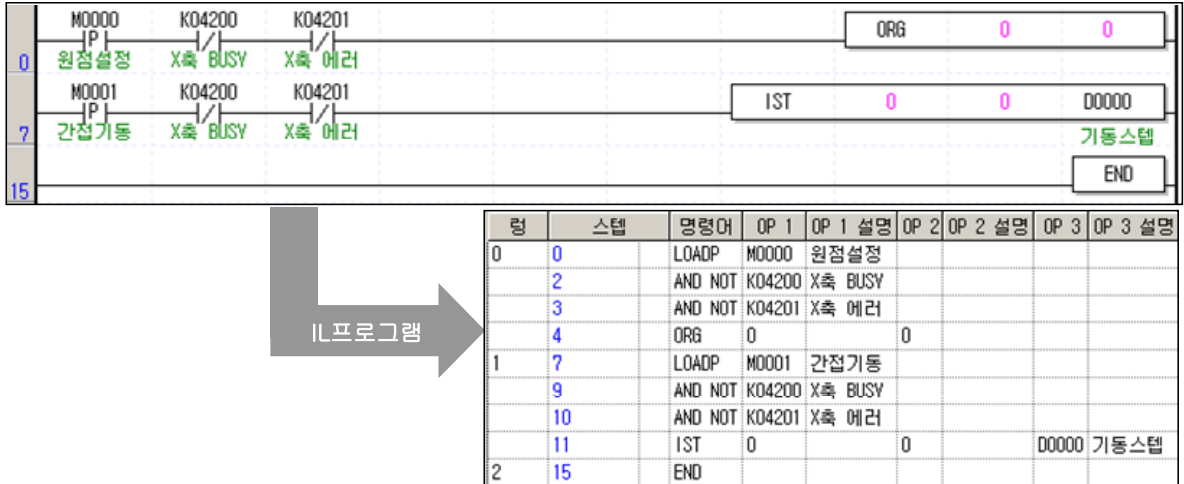 M0000 K04200 K04201
P / /
ORG 0 0
0 원점설정 X축 BUSY X축 에러
M0001 K04200 K04201
P / /
IST 0 0 D0000
7 간접기동 X축 BUSY X축 에러 기동스텝
END
15
IL프로그램
렁 스텝 명령어 OP 1 OP 1 설명 OP 2 OP 2 설명 OP 3 OP 3 설명
0 0 LOADP M0000 원점설정
2 AND NOT K04200 X축 BUSY
3 AND NOT K04201 X축 에러
4 ORG 0 0
1 7 LOADP M0001 간접기동
9 AND NOT K04200 X축 BUSY
10 AND NOT K04201 X축 에러
11 IST 0 0 D0000 기동스텝
2 15 END